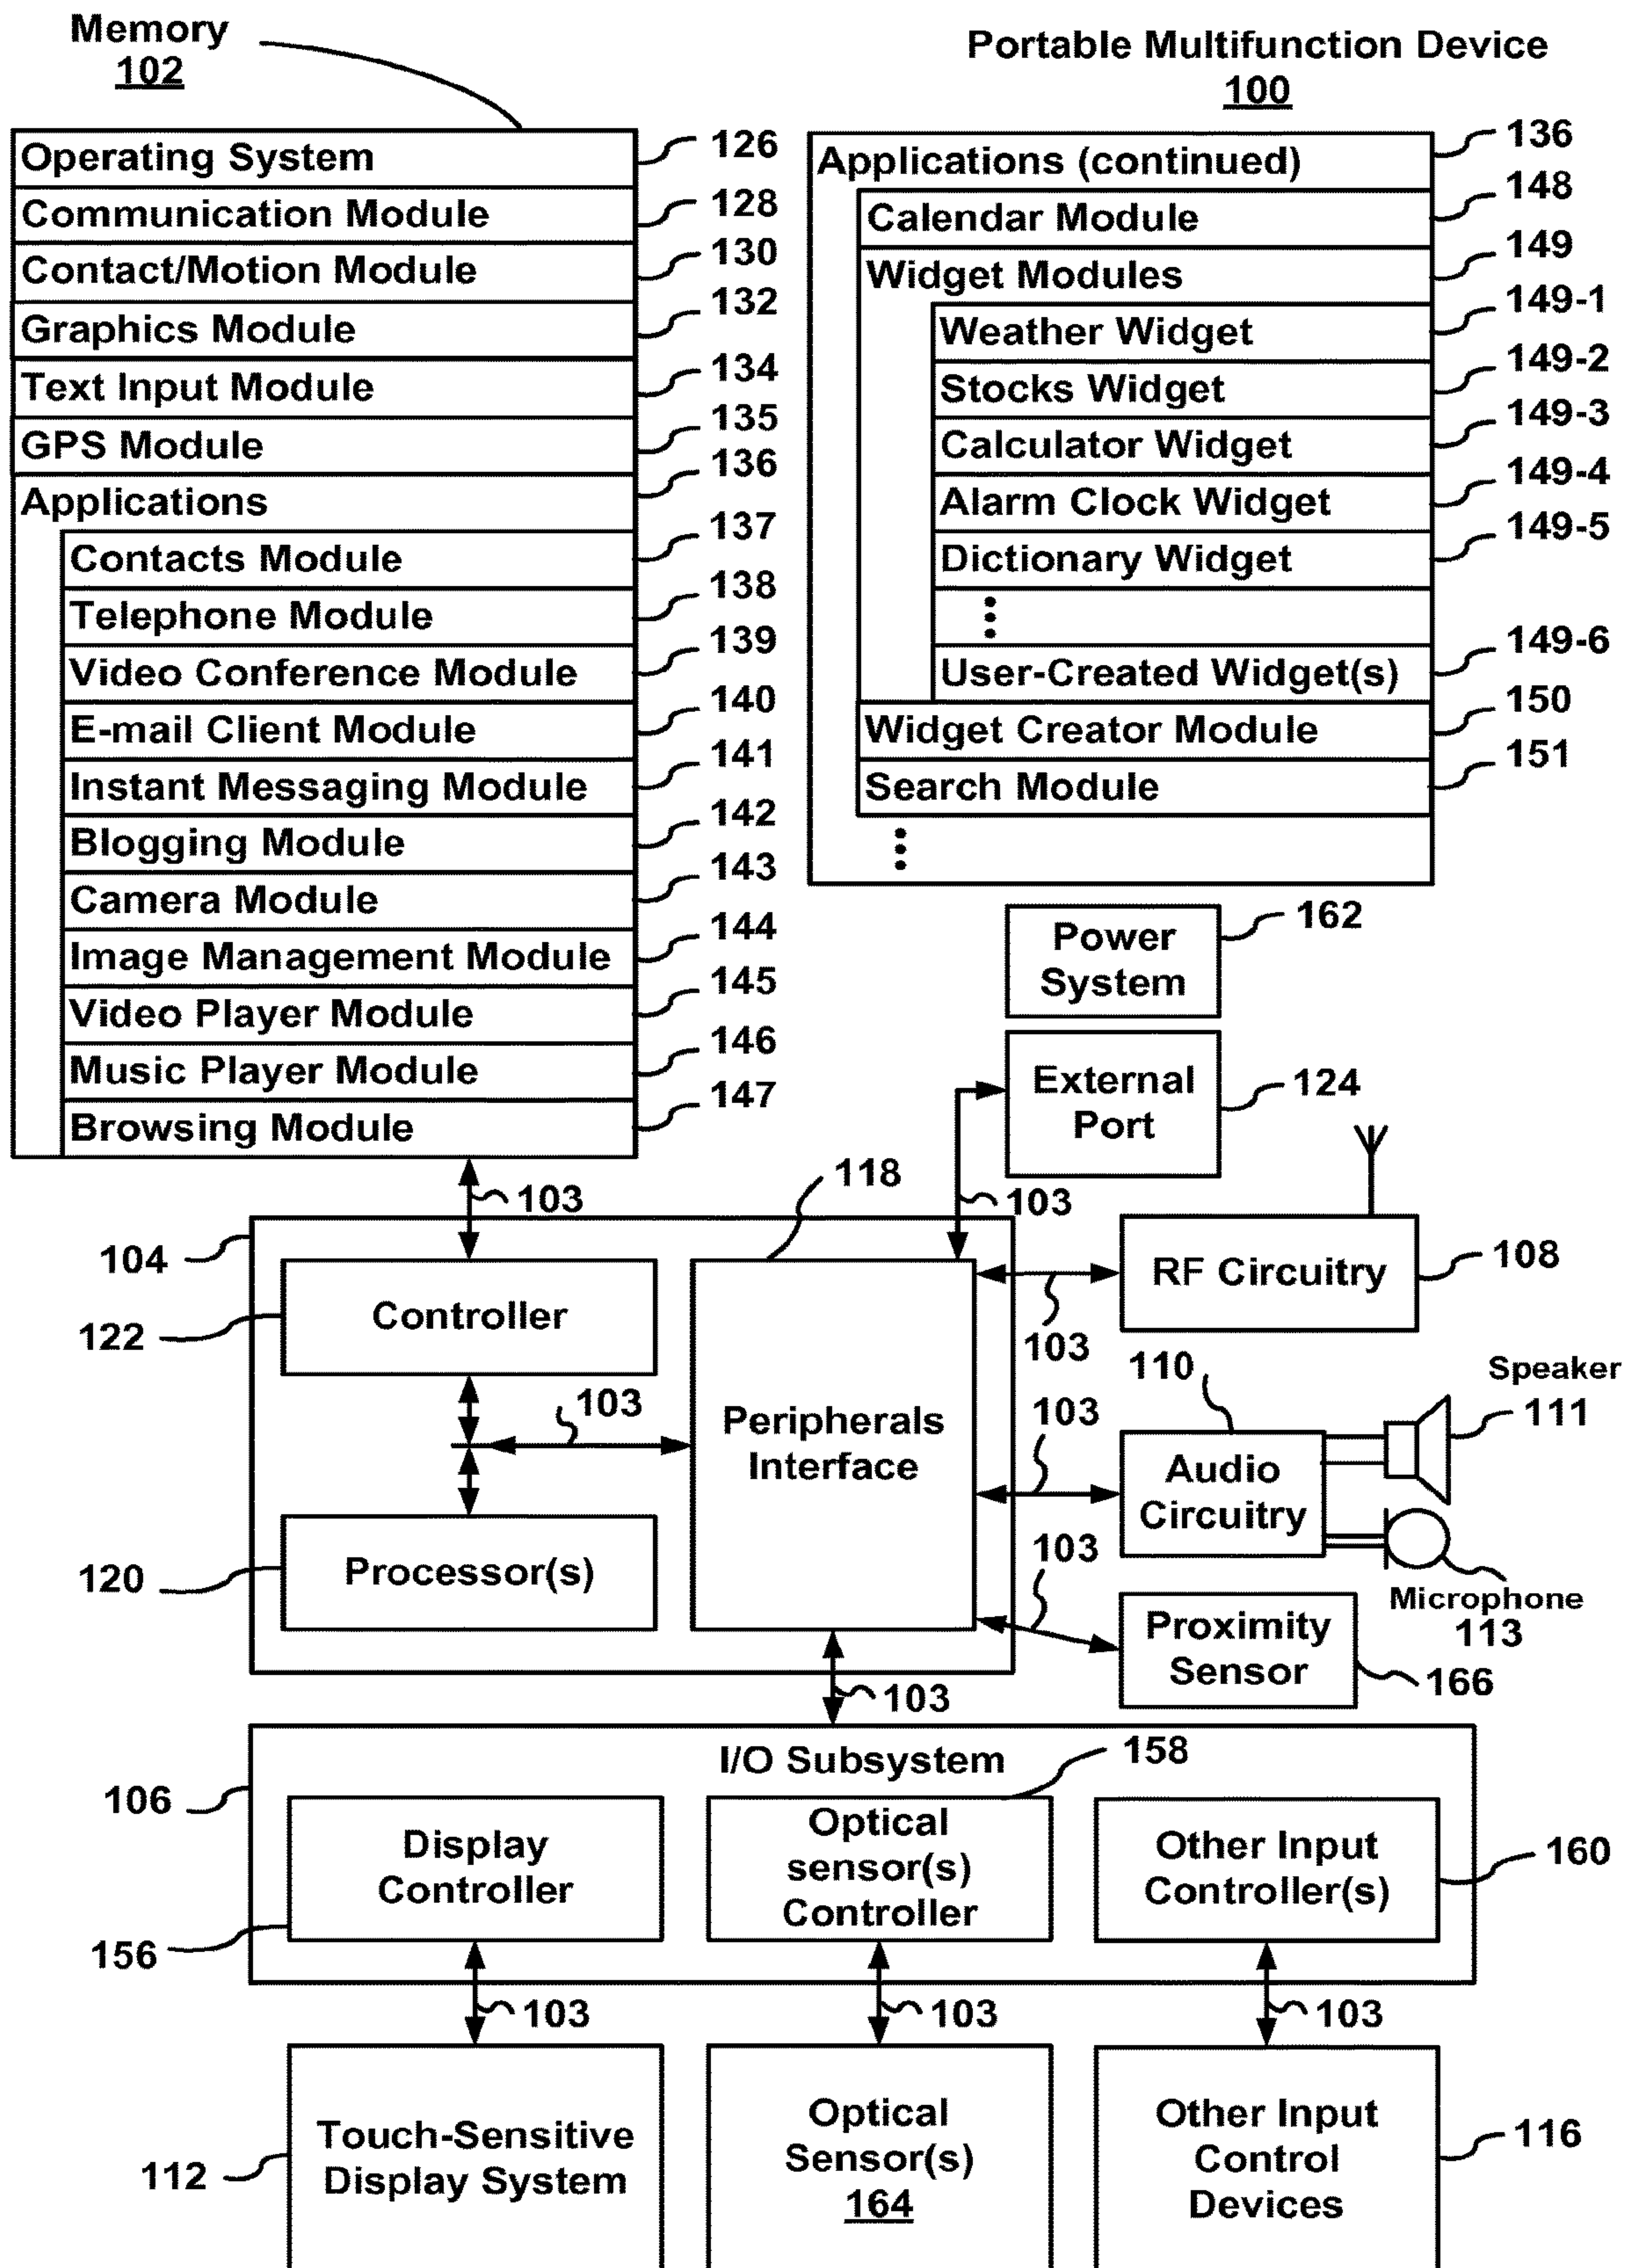 Memory
102
Portable Multifunction Device
100
Operating System
126
Communication Module
128
Contact/Motion Module
130
Graphics Module
132
Text Input Module
134
GPS Module
135
Applications
136
Contacts Module
137
Telephone Module
138
Video Conference Module
139
E-mail Client Module
140
Instant Messaging Module
141
Blogging Module
142
Camera Module
143
Image Management Module
144
Video Player Module
145
Music Player Module
146
Browsing Module
147
Applications (continued)
136
Calendar Module
148
Widget Modules
149
Weather Widget
149-1
Stocks Widget
149-2
Calculator Widget
149-3
Alarm Clock Widget
149-4
Dictionary Widget
149-5
User-Created Widget(s)
149-6
Widget Creator Module
150
Search Module
151
Power
System
162
External
Port
124
103
118
103
104
Controller
122
RF Circuitry
108
103
Peripherals
Interface
103
Processor(s)
120
110
103
Audio
Circuitry
Speaker
111
Microphone
113
103
Proximity
Sensor
166
103
I/O Subsystem
106
158
Display
Controller
156
Optical
sensor(s)
Controller
Other Input
Controller(s)
160
103
103
103
Touch-Sensitive
Display System
112
Optical
Sensor(s)
164
Other Input
Control
Devices
116